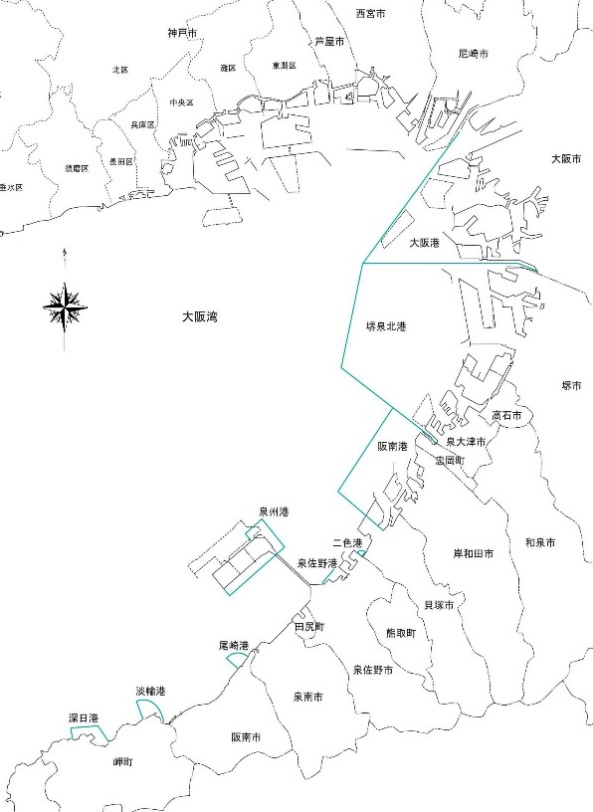 西宮市
神戸市
芦屋市
尼崎市
北区
灘区
東灘区
中央区
兵庫区
大阪市
長田区
須磨区
垂水区
大阪港
大阪湾
堺泉北港
堺市
高石市
泉大津市
阪南港
忠岡町
泉州港
二色港
和泉市
岸和田市
泉佐野港
貝塚市
田尻町
熊取町
尾崎港
泉佐野市
淡輪港
泉南市
深日港
阪南市
岬町